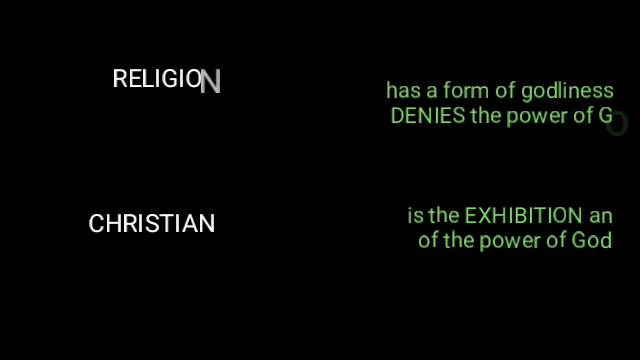 RELIGION
has a form of godliness
DENIES the power of GO
CHRISTIAN
is the EXHIBITION an
of the power of God